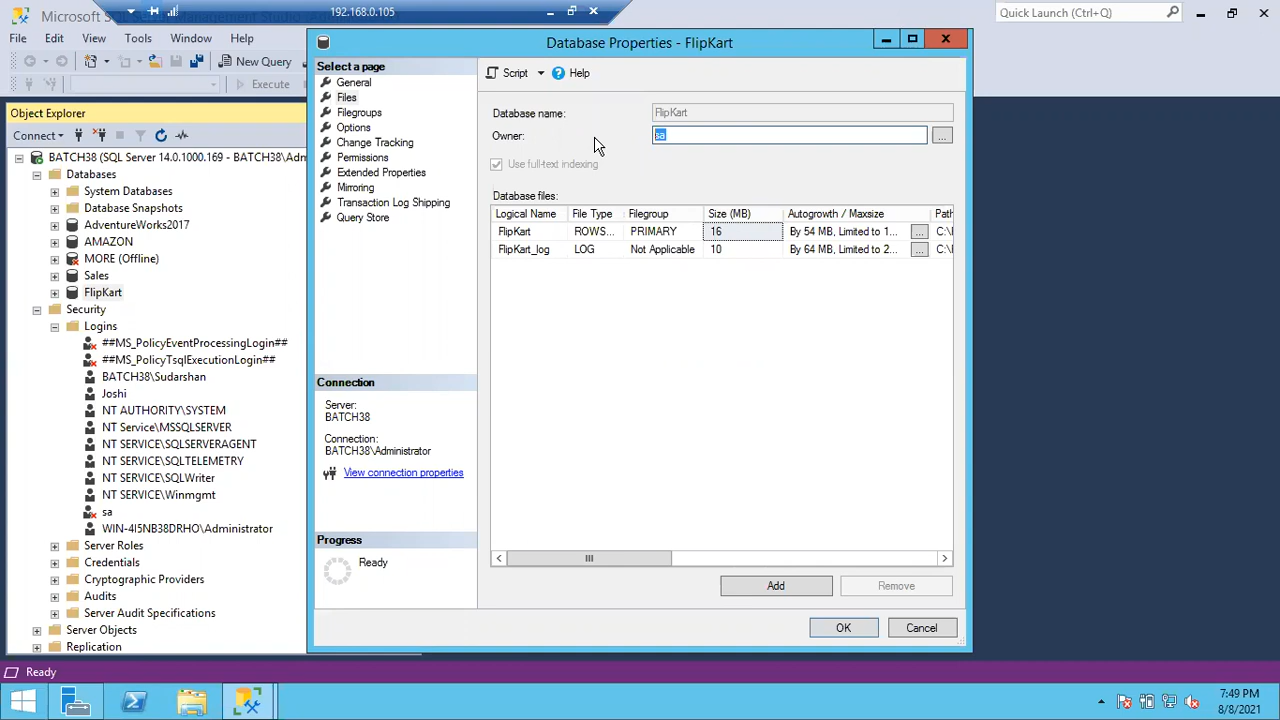 SQL Server Management Studio
192.168.0.105
Quick Launch (Ctrl+Q)
File Edit View Tools Window Help
New Query
Execute
Object Explorer
Connect
BATCH38 (SQL Server 14.0.1000.169 - BATCH38\Adm
Databases
System Databases
Database Snapshots
AdventureWorks2017
AMAZON
MORE (Offline)
Sales
FlipKart
Security
Logins
##MS_PolicyEventProcessingLogin##
##MS_PolicyTsqlExecutionLogin##
BATCH38\Sudarshan
Joshi
NT AUTHORITY\SYSTEM
NT Service\MSSQLSERVER
NT SERVICE\SQLSERVERAGENT
NT SERVICE\SQLTELEMETRY
NT SERVICE\SQLWriter
NT SERVICE\Winmgmt
sa
WIN-4I5NB38DRHO\Administrator
Server Roles
Credentials
Cryptographic Providers
Audits
Server Audit Specifications
Server Objects
Replication
Database Properties - FlipKart
Select a page
General
Files
Filegroups
Options
Change Tracking
Permissions
Extended Properties
Mirroring
Transaction Log Shipping
Query Store
Connection
Server:
BATCH38
Connection:
BATCH38\Administrator
View connection properties
Progress
Ready
Script Help
Database name: FlipKart
Owner: sa ...
Use full-text indexing
Database files:
Logical Name File Type Filegroup Size (MB) Autogrowth / Maxsize Path
FlipKart ROWS... PRIMARY 16 By 54 MB, Limited to 1... ... C:\
FlipKart_log LOG Not Applicable 10 By 64 MB, Limited to 2... ... C:\
Add Remove
OK Cancel
Ready
7:49 PM
8/8/2021